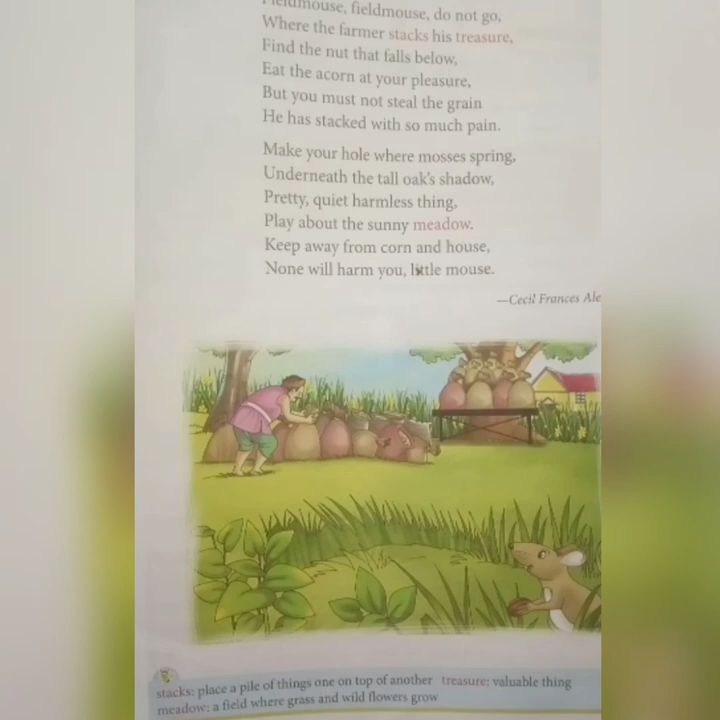 Fieldmouse, fieldmouse, do not go,
Where the farmer stacks his treasure,
Find the nut that falls below,
Eat the acorn at your pleasure,
But you must not steal the grain
He has stacked with so much pain.
Make your hole where mosses spring,
Underneath the tall oak's shadow,
Pretty, quiet harmless thing,
Play about the sunny meadow.
Keep away from corn and house,
None will harm you, little mouse.
—Cecil Frances Ale
stacks: place a pile of things one on top of another treasure: valuable thing
meadow: a field where grass and wild flowers grow